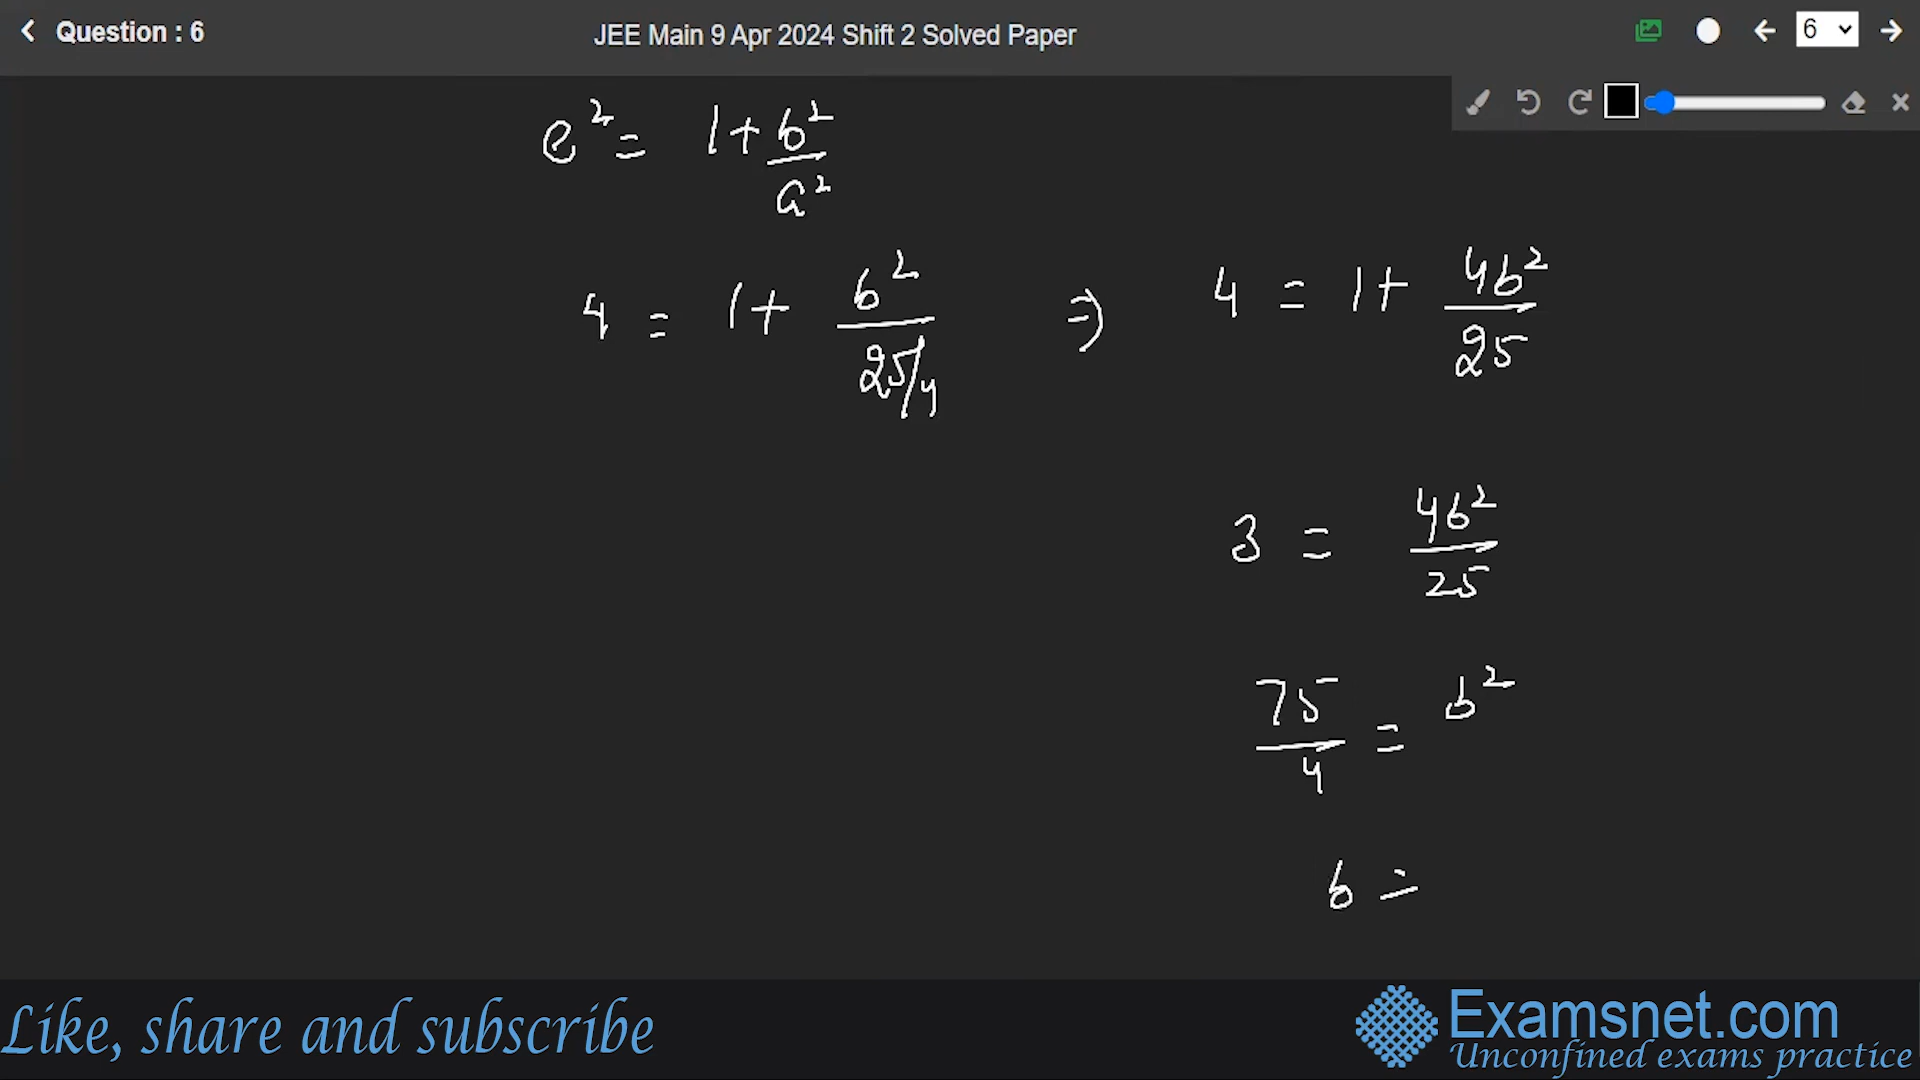 Question : 6
JEE Main 9 Apr 2024 Shift 2 Solved Paper
6
e² = 1 + b²/a²
4 = 1 + b²/(25/4) ⇒ 4 = 1 + 4b²/25
3 = 4b²/25
75/4 = b²
b =
Like, share and subscribe
Examsnet.com
Unconfined exams practice